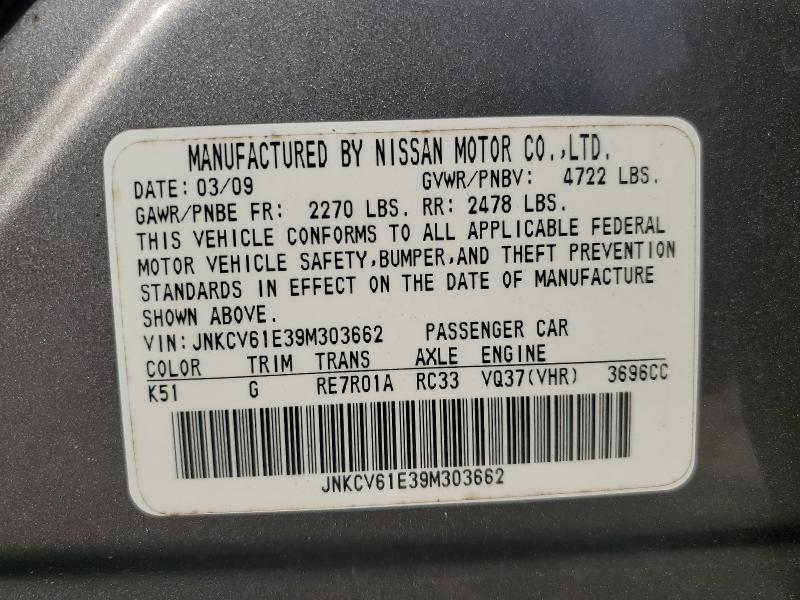 MANUFACTURED BY NISSAN MOTOR CO.,LTD.
DATE: 03/09 GVWR/PNBV: 4722 LBS.
GAWR/PNBE FR: 2270 LBS. RR: 2478 LBS.
THIS VEHICLE CONFORMS TO ALL APPLICABLE FEDERAL
MOTOR VEHICLE SAFETY,BUMPER,AND THEFT PREVENTION
STANDARDS IN EFFECT ON THE DATE OF MANUFACTURE
SHOWN ABOVE.
VIN: JNKCV61E39M303662 PASSENGER CAR
COLOR TRIM TRANS AXLE ENGINE
K51 G RE7R01A RC33 VQ37(VHR) 3696CC
JNKCV61E39M303662